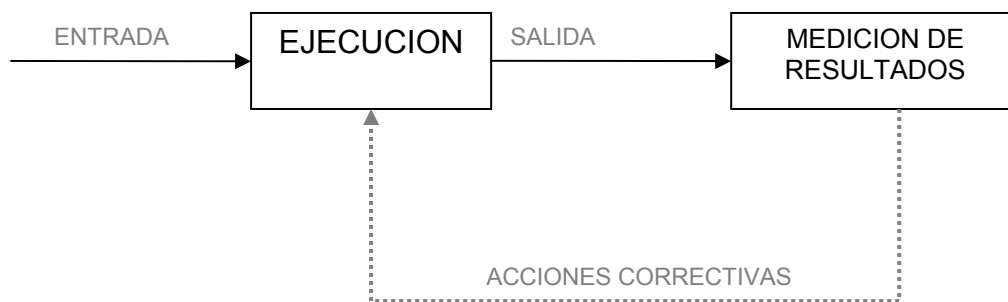 ENTRADA
EJECUCION
SALIDA
MEDICION DE
RESULTADOS
ACCIONES CORRECTIVAS